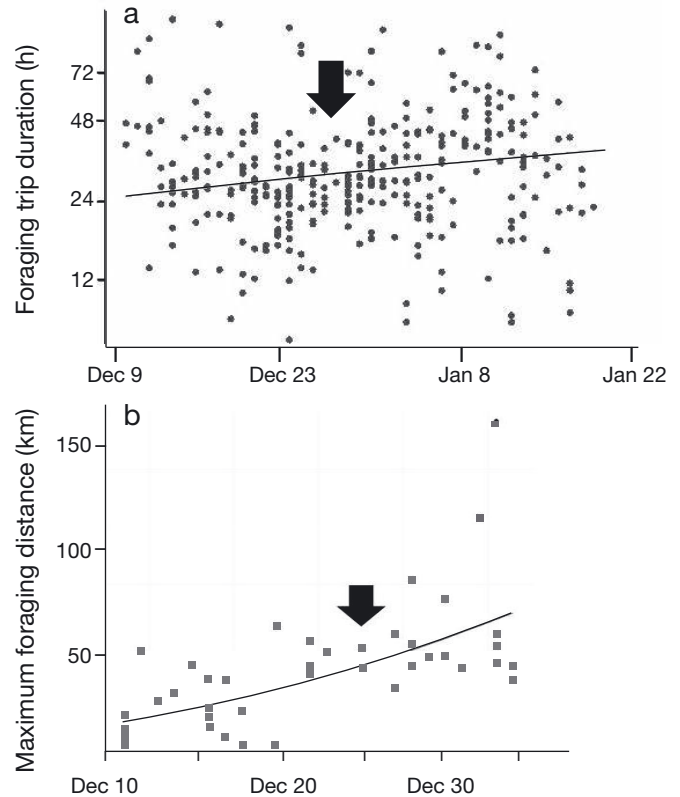 a
Foraging trip duration (h)
72
48
24
12
Dec 9 Dec 23 Jan 8 Jan 22
b
Maximum foraging distance (km)
150
100
50
Dec 10 Dec 20 Dec 30